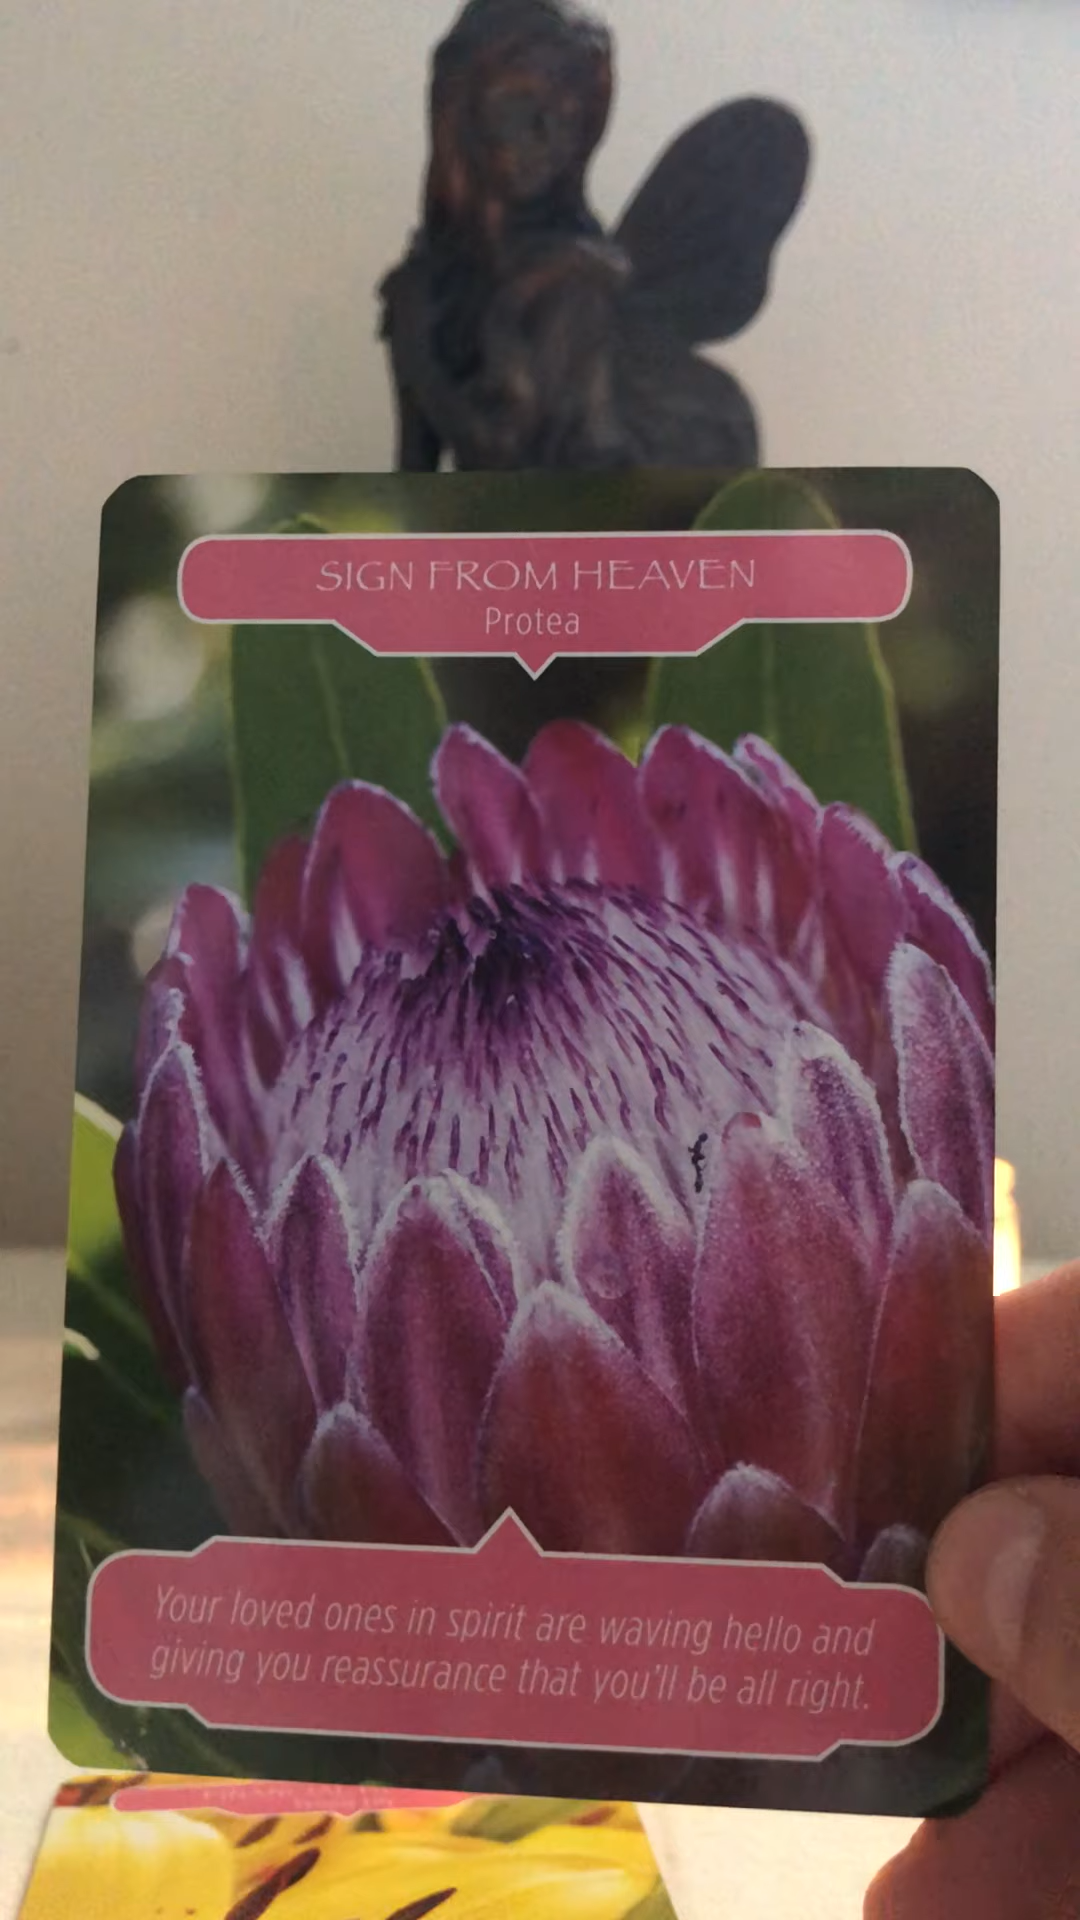 SIGN FROM HEAVEN
Protea
Your loved ones in spirit are waving hello and
giving you reassurance that you'll be all right.